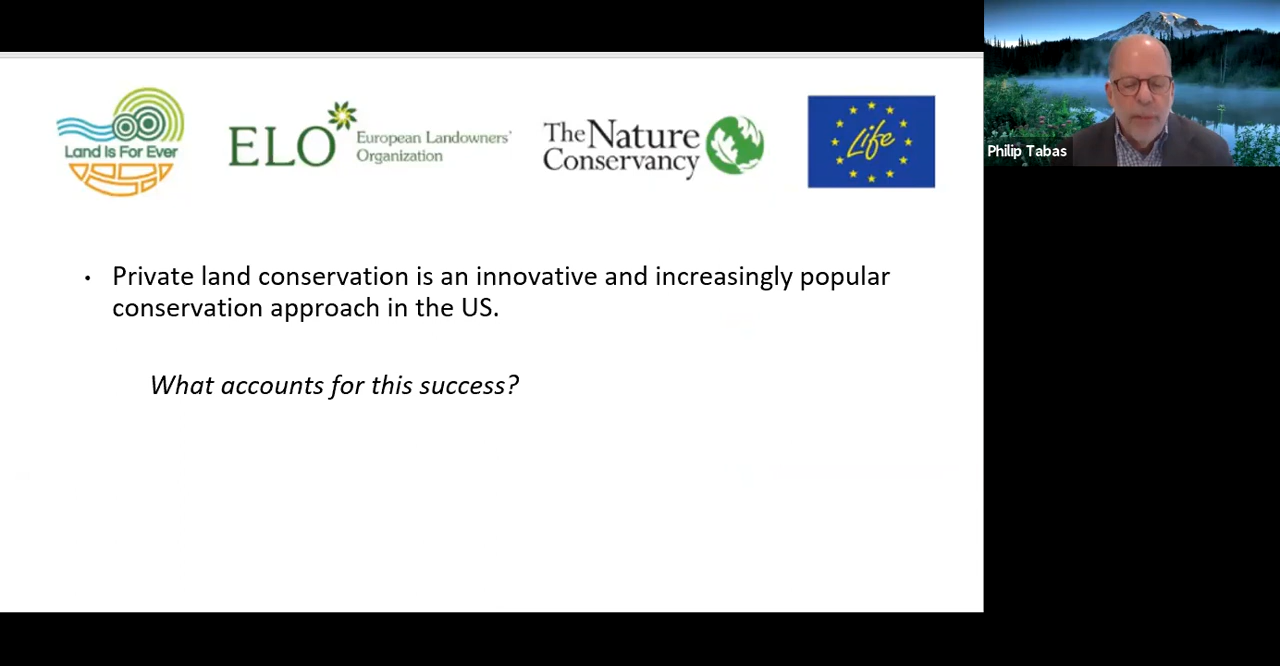 Land Is For Ever
ELO European Landowners'
Organization
The Nature
Conservancy
Life
Philip Tabas
• Private land conservation is an innovative and increasingly popular
conservation approach in the US.
What accounts for this success?